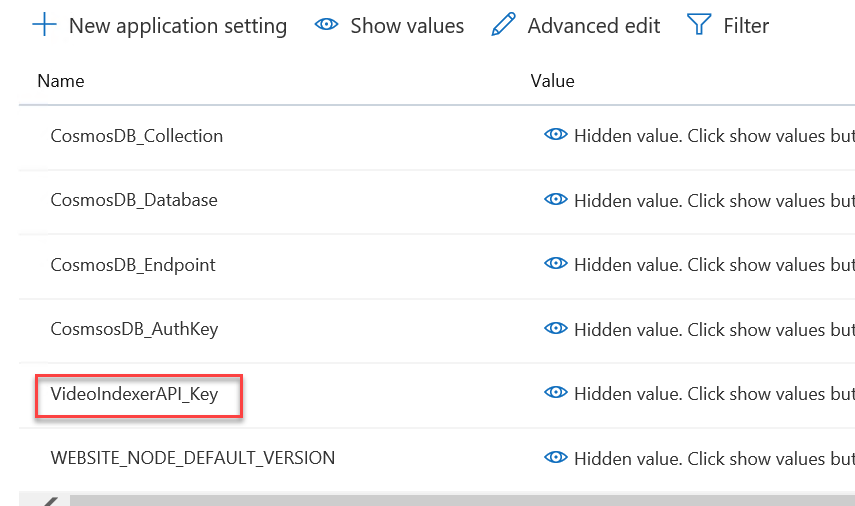 New application setting Show values Advanced edit Filter
Name Value
CosmosDB_Collection Hidden value. Click show values but
CosmosDB_Database Hidden value. Click show values but
CosmosDB_Endpoint Hidden value. Click show values but
CosmsosDB_AuthKey Hidden value. Click show values but
VideoIndexerAPI_Key Hidden value. Click show values but
WEBSITE_NODE_DEFAULT_VERSION Hidden value. Click show values but